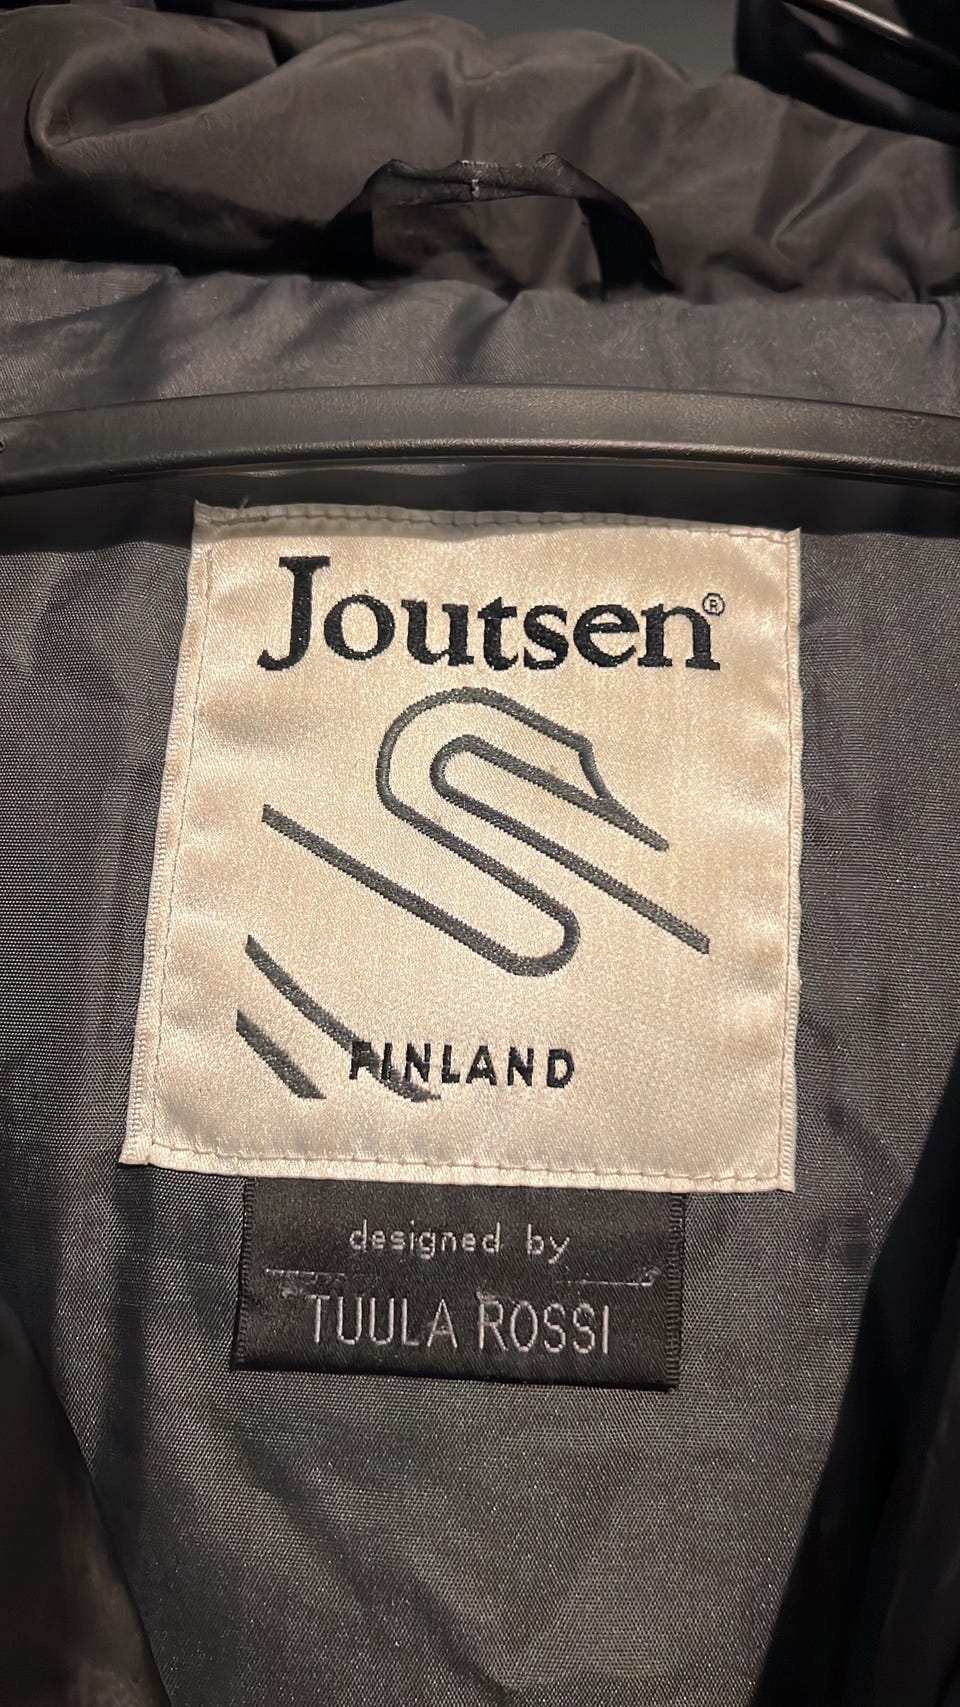 Joutsen®
FINLAND
designed by
TUULA ROSSI